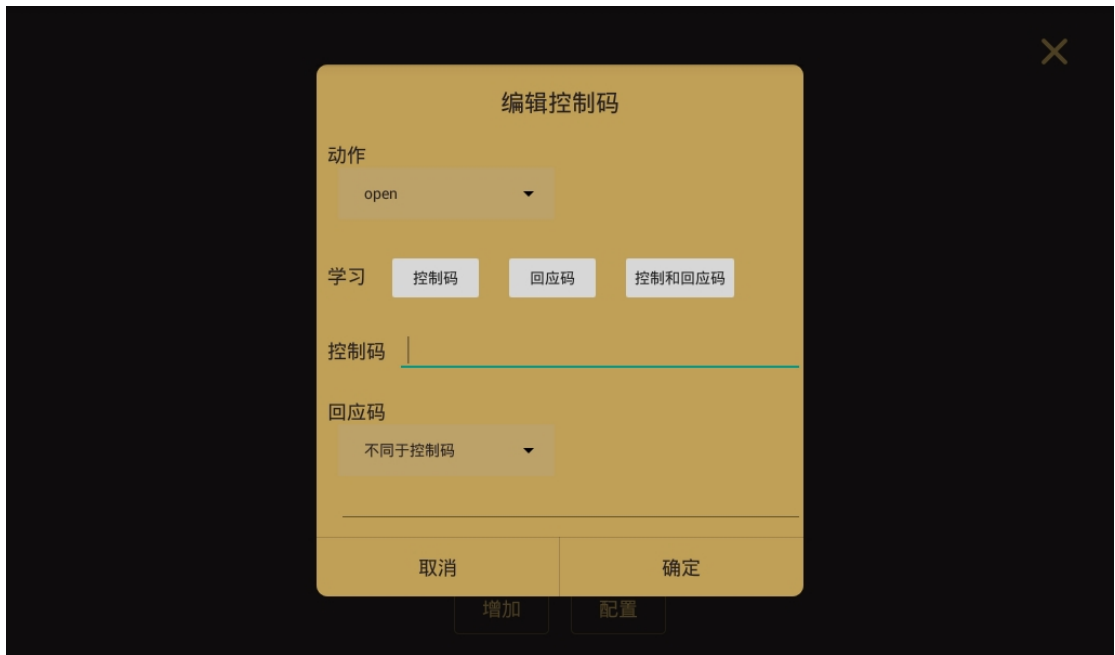 编辑控制码
动作
open
学习 控制码 回应码 控制和回应码
控制码
回应码
不同于控制码
取消 确定
增加 配置